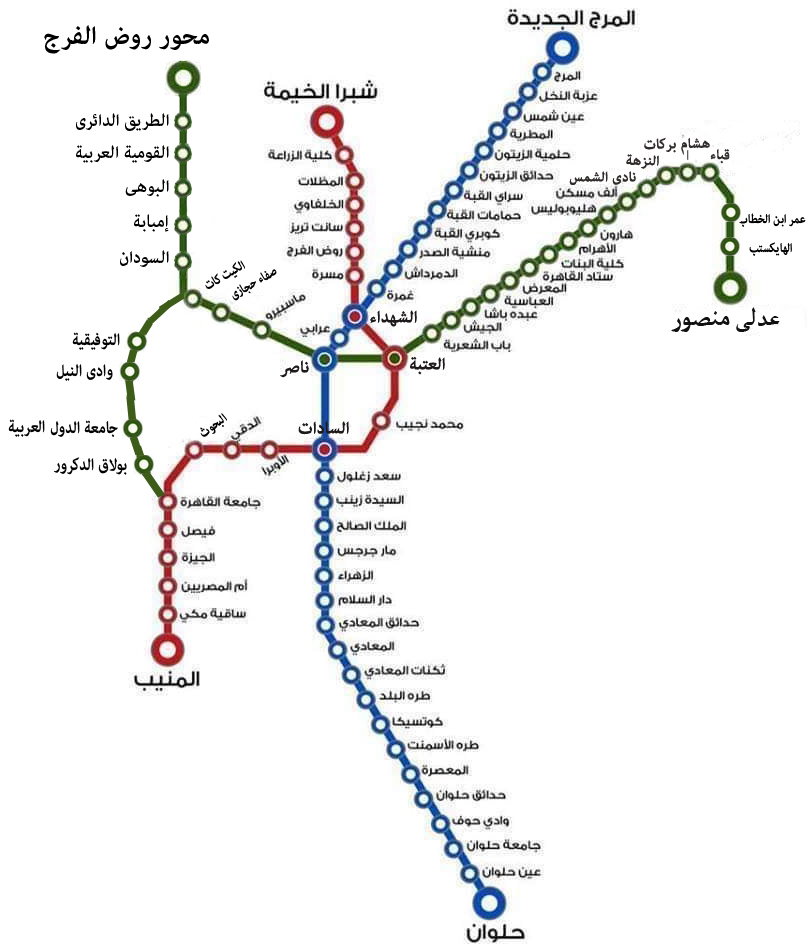 المرج الجديدة
محور روض الفرج
شبرا الخيمة
المرج
عزبة النخل
عين شمس
المطرية
حلمية الزيتون
حدائق الزيتون
سراي القبة
حمامات القبة
كوبري القبة
منشية الصدر
الدمرداش
غمرة
الشهداء
عرابي
ناصر
السادات
سعد زغلول
السيدة زينب
الملك الصالح
مار جرجس
الزهراء
دار السلام
حدائق المعادي
المعادي
ثكنات المعادي
طره البلد
كوتسيكا
طره الأسمنت
المعصرة
حدائق حلوان
وادي حوف
جامعة حلوان
عين حلوان
حلوان
كلية الزراعة
المظلات
الخلفاوي
سانت تريز
روض الفرج
مسرة
العتبة
محمد نجيب
الأوبرا
الدقي
البحوث
جامعة القاهرة
فيصل
الجيزة
أم المصريين
ساقية مكي
المنيب
الطريق الدائرى
القومية العربية
البوهى
إمبابة
السودان
الكيت كات
صفاء حجازى
ماسبيرو
التوفيقية
وادى النيل
جامعة الدول العربية
بولاق الدكرور
باب الشعرية
الجيش
عبده باشا
العباسية
المعرض
ستاد القاهرة
كلية البنات
الأهرام
هارون
هليوبوليس
ألف مسكن
نادى الشمس
النزهة
هشام بركات
قباء
عمر ابن الخطاب
الهايكستب
عدلى منصور